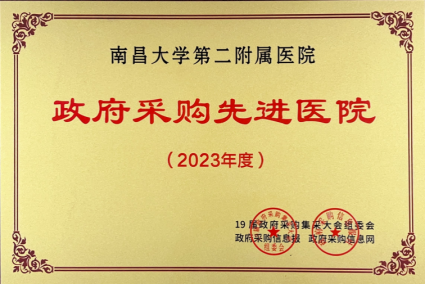 南昌大学第二附属医院
政府采购先进医院
（2023年度）
19届政府采购集采大会组委会
政府采购信息报 政府采购信息网